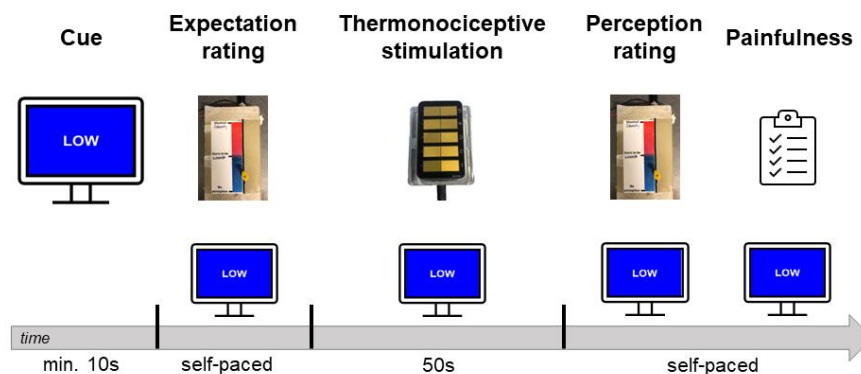 Cue
Expectation rating
Thermonociceptive stimulation
Perception rating
Painfulness
LOW
LOW
LOW
LOW
LOW
time
min. 10s
self-paced
50s
self-paced